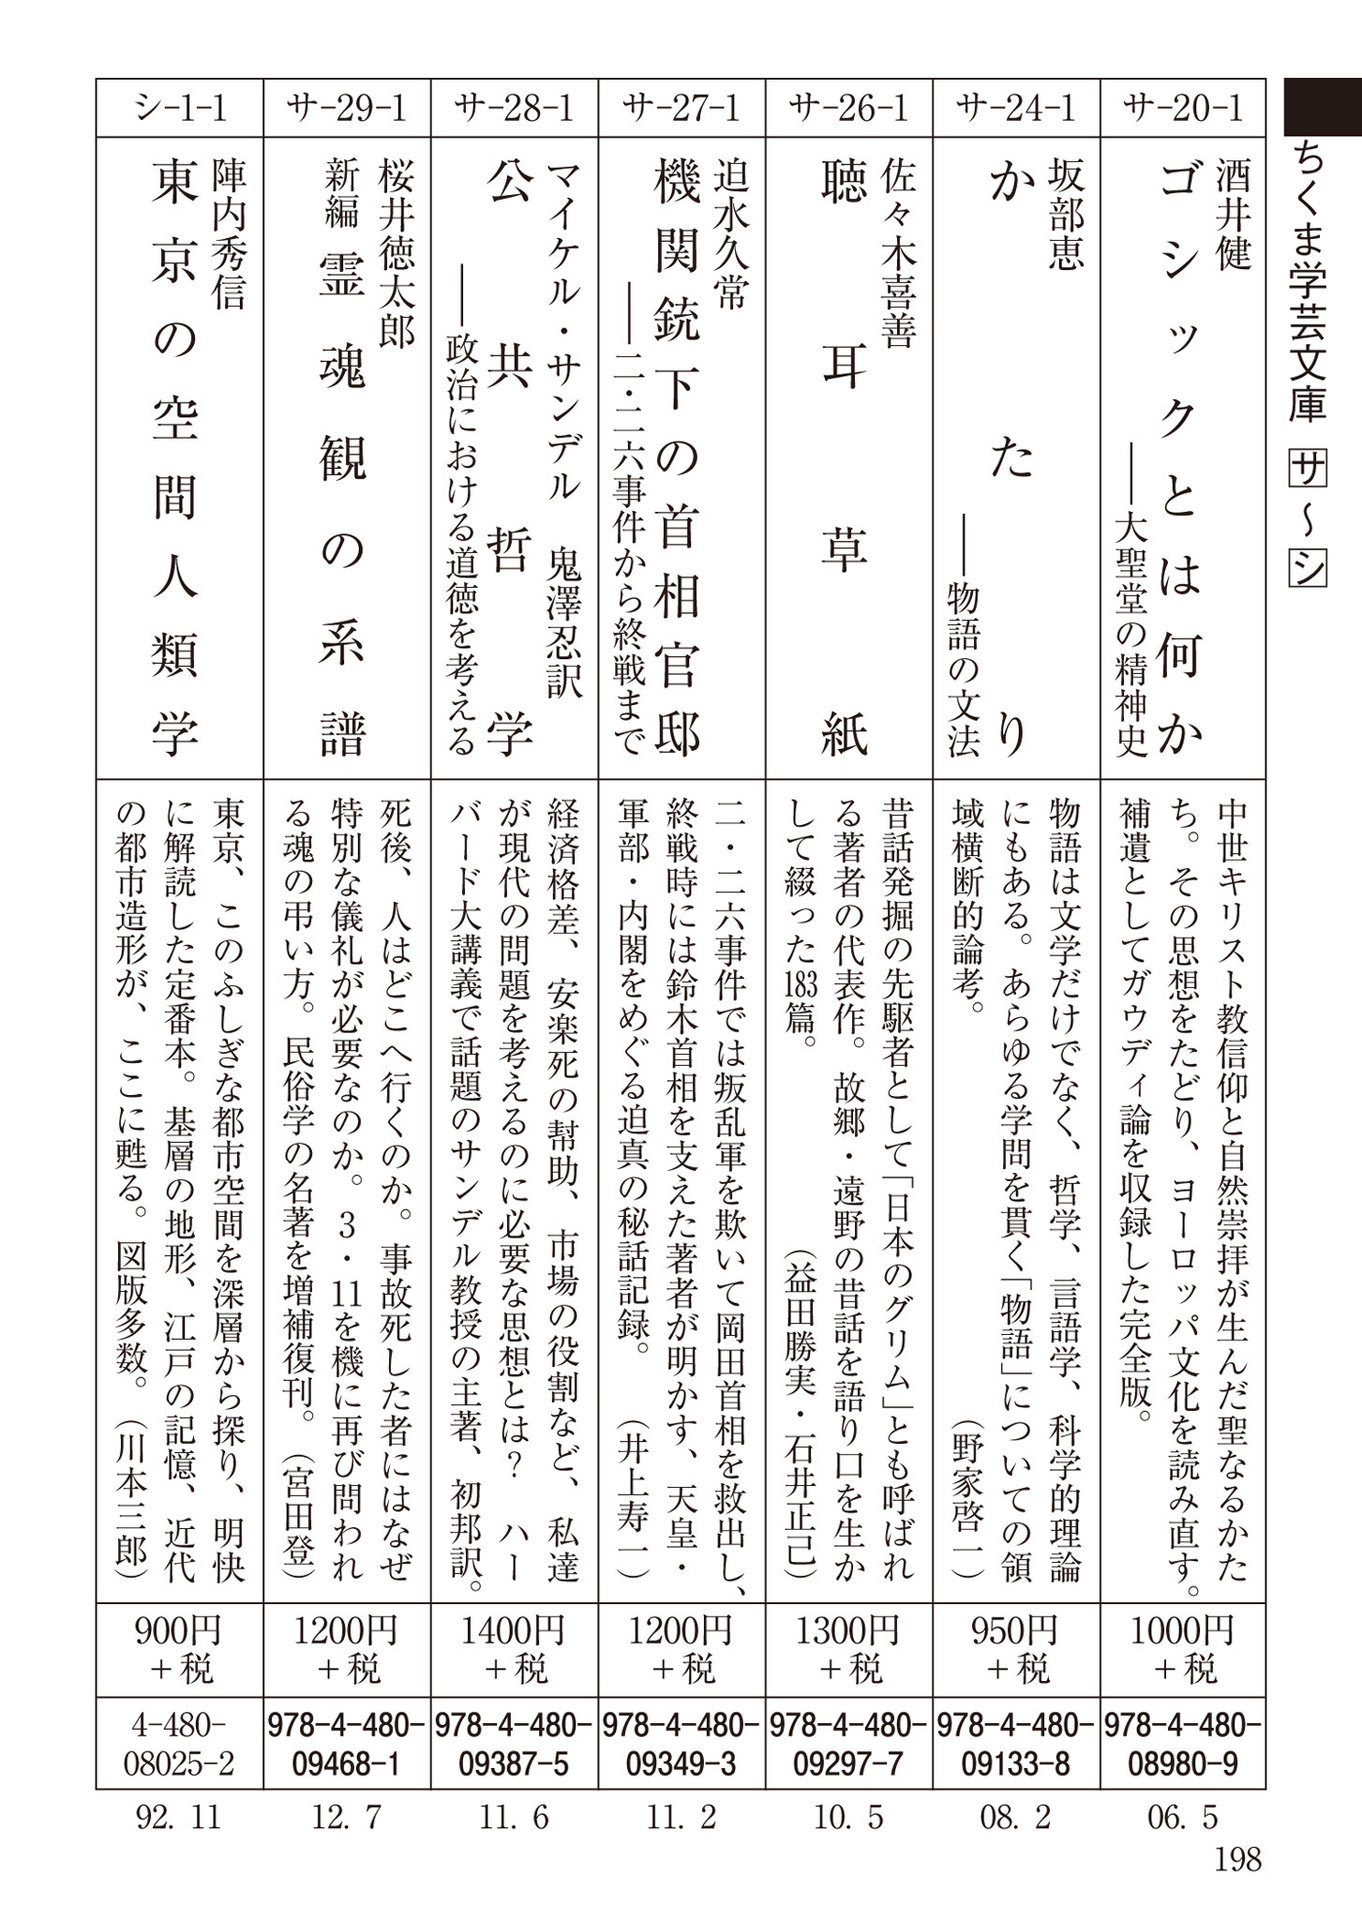 ちくま学芸文庫 サ〜シ
サ-20-1
酒井健
ゴシックとは何か
——大聖堂の精神史
中世キリスト教信仰と自然崇拝が生んだ聖なるかた
ち。その思想をたどり、ヨーロッパ文化を読み直す。
補遺としてガウディ論を収録した完全版。
1000円
＋税
978-4-480-
08980-9
06. 5
サ-24-1
坂部恵
かたり
——物語の文法
物語は文学だけでなく、哲学、言語学、科学的理論
にもある。あらゆる学問を貫く「物語」についての領
域横断的論考。（野家啓一）
950円
＋税
978-4-480-
09133-8
08. 2
サ-26-1
佐々木喜善
聴耳草紙
昔話発掘の先駆者として「日本のグリム」とも呼ばれ
る著者の代表作。故郷・遠野の昔話を語り口を生か
して綴った183篇。（益田勝実・石井正己）
1300円
＋税
978-4-480-
09297-7
10. 5
サ-27-1
迫水久常
機関銃下の首相官邸
——二・二六事件から終戦まで
二・二六事件では叛乱軍を欺いて岡田首相を救出し、
終戦時には鈴木首相を支えた著者が明かす、天皇・
軍部・内閣をめぐる迫真の秘話記録。（井上寿一）
1200円
＋税
978-4-480-
09349-3
11. 2
サ-28-1
マイケル・サンデル 鬼澤忍訳
公共哲学
——政治における道徳を考える
経済格差、安楽死の幇助、市場の役割など、私達
が現代の問題を考えるのに必要な思想とは？ ハー
バード大講義で話題のサンデル教授の主著、初邦訳。
1400円
＋税
978-4-480-
09387-5
11. 6
サ-29-1
桜井徳太郎
新編 霊魂観の系譜
死後、人はどこへ行くのか。事故死した者にはなぜ
特別な儀礼が必要なのか。3・11を機に再び問われ
る魂の弔い方。民俗学の名著を増補復刊。（宮田登）
1200円
＋税
978-4-480-
09468-1
12. 7
シ-1-1
陣内秀信
東京の空間人類学
東京、このふしぎな都市空間を深層から探り、明快
に解読した定番本。基層の地形、江戸の記憶、近代
の都市造形が、ここに甦る。図版多数。（川本三郎）
900円
＋税
4-480-
08025-2
92. 11
198